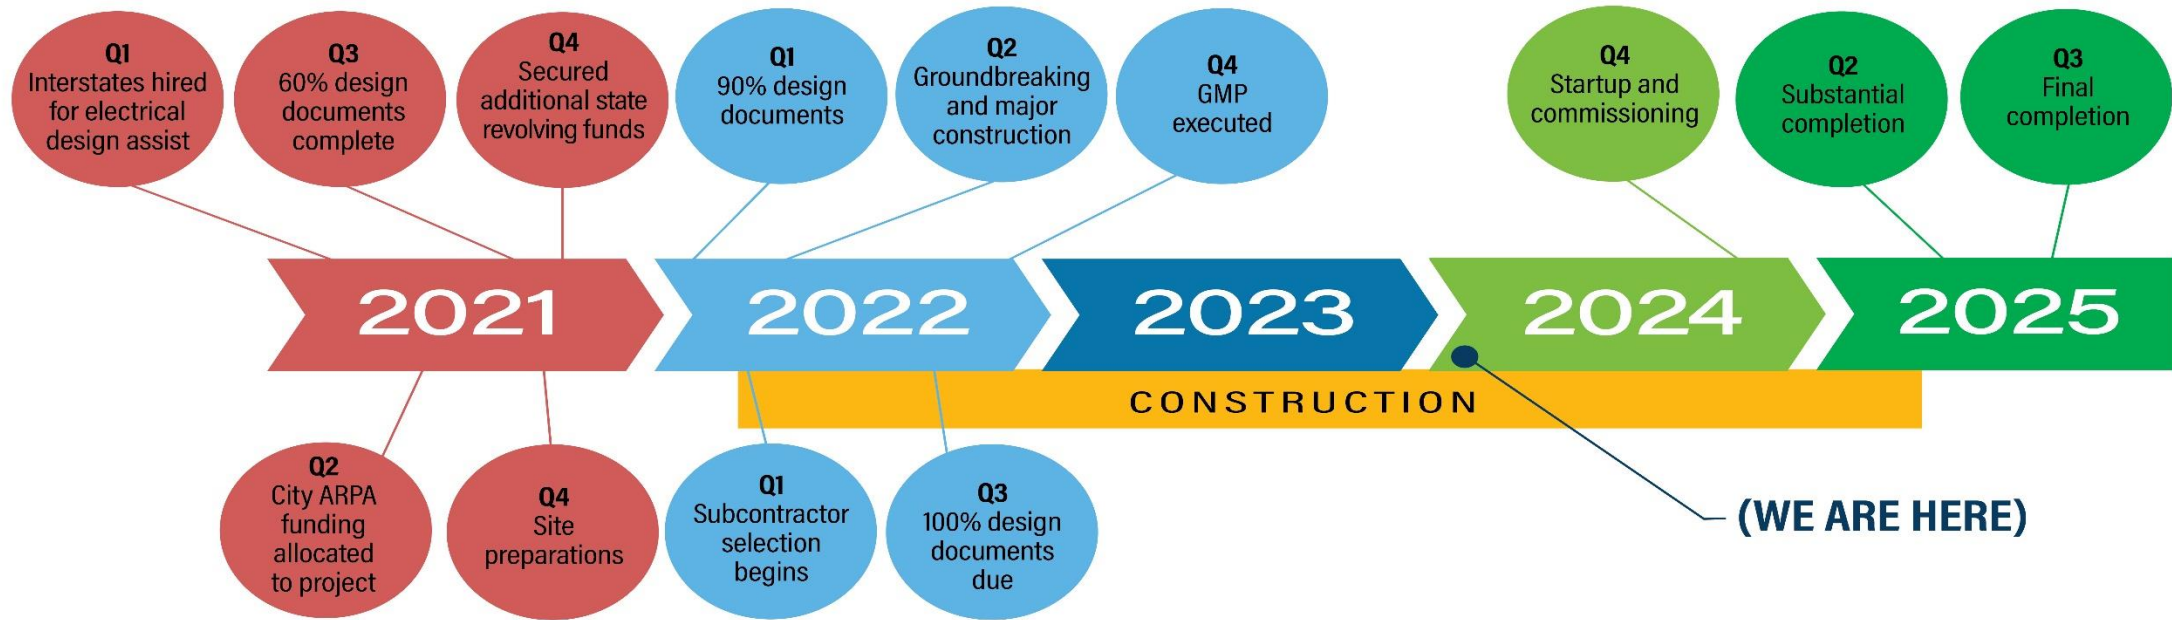 Q1
Interstates hired
for electrical
design assist
Q3
60% design
documents
complete
Q4
Secured
additional state
revolving funds
Q1
90% design
documents
Q2
Groundbreaking
and major
construction
Q4
GMP
executed
Q4
Startup and
commissioning
Q2
Substantial
completion
Q3
Final
completion
2021
2022
2023
2024
2025
CONSTRUCTION
Q2
City ARPA
funding
allocated
to project
Q4
Site
preparations
Q1
Subcontractor
selection
begins
Q3
100% design
documents
due
(WE ARE HERE)